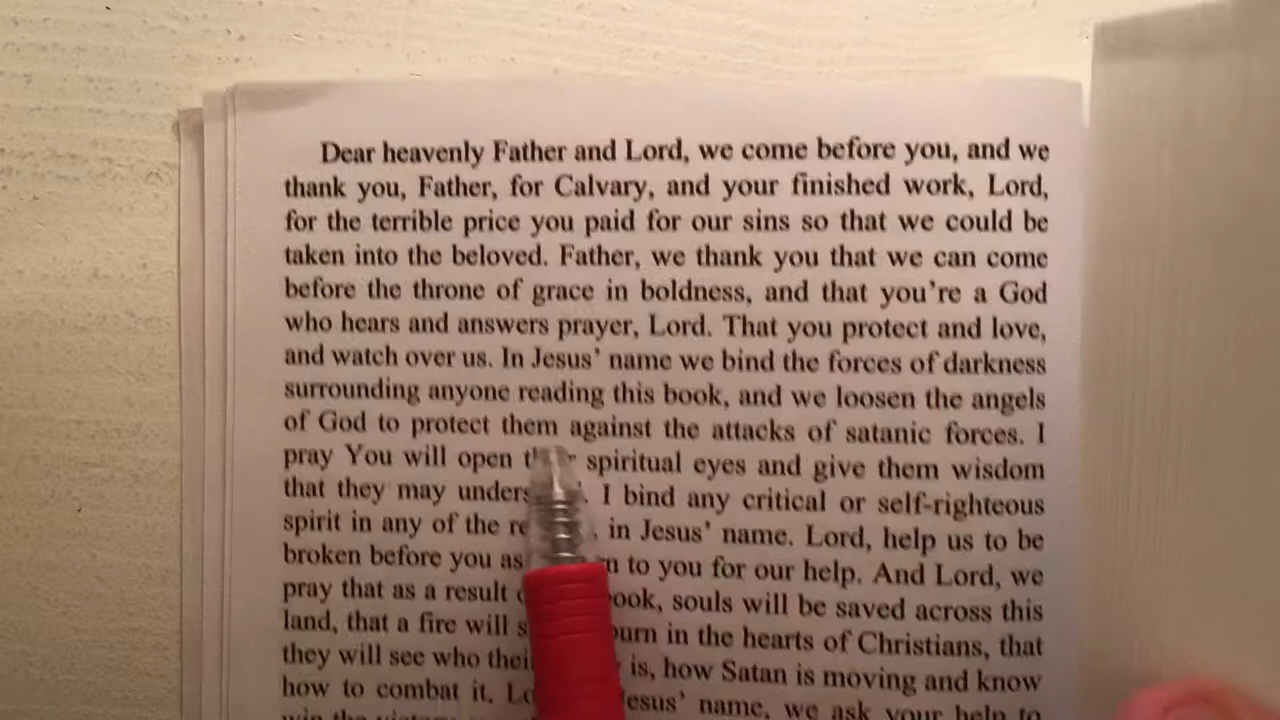 Dear heavenly Father and Lord, we come before you, and we
thank you, Father, for Calvary, and your finished work, Lord,
for the terrible price you paid for our sins so that we could be
taken into the beloved. Father, we thank you that we can come
before the throne of grace in boldness, and that you're a God
who hears and answers prayer, Lord. That you protect and love,
and watch over us. In Jesus' name we bind the forces of darkness
surrounding anyone reading this book, and we loosen the angels
of God to protect them against the attacks of satanic forces. I
pray You will open spiritual eyes and give them wisdom
that they may I bind any critical or self-righteous
spirit in any of the in Jesus' name. Lord, help us to be
broken before you as to you for our help. And Lord, we
pray that as a result souls will be saved across this
land, that a fire will in the hearts of Christians, that
they will see who is, how Satan is moving and know
how to combat it. Jesus' name, we ask your help to
win the